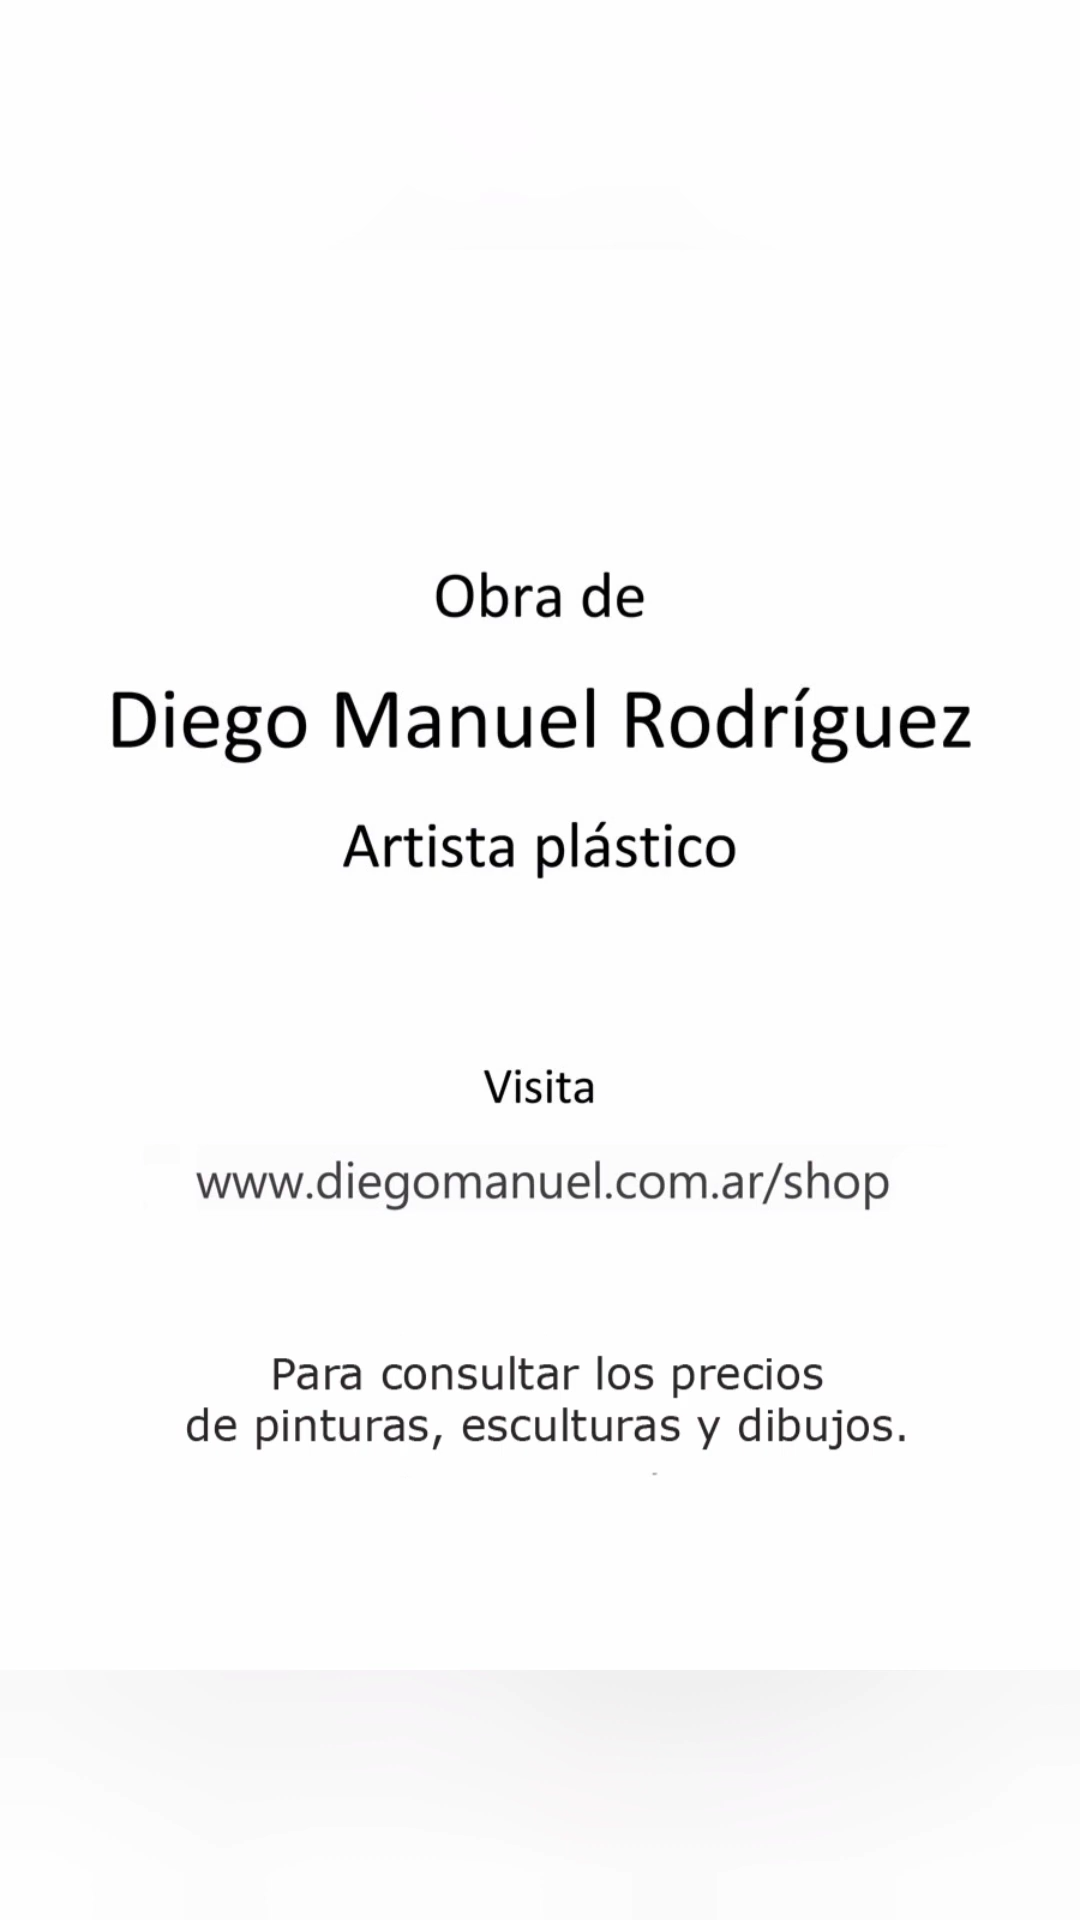 Obra de
Diego Manuel Rodríguez
Artista plástico
Visita
www.diegomanuel.com.ar/shop
Para consultar los precios
de pinturas, esculturas y dibujos.